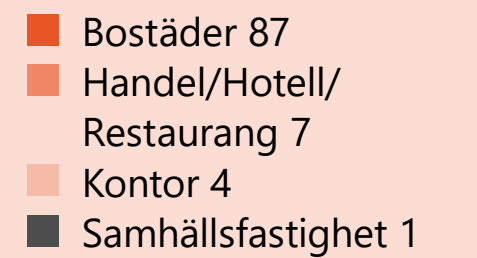 Bostäder 87
Handel/Hotell/
Restaurang 7
Kontor 4
Samhällsfastighet 1